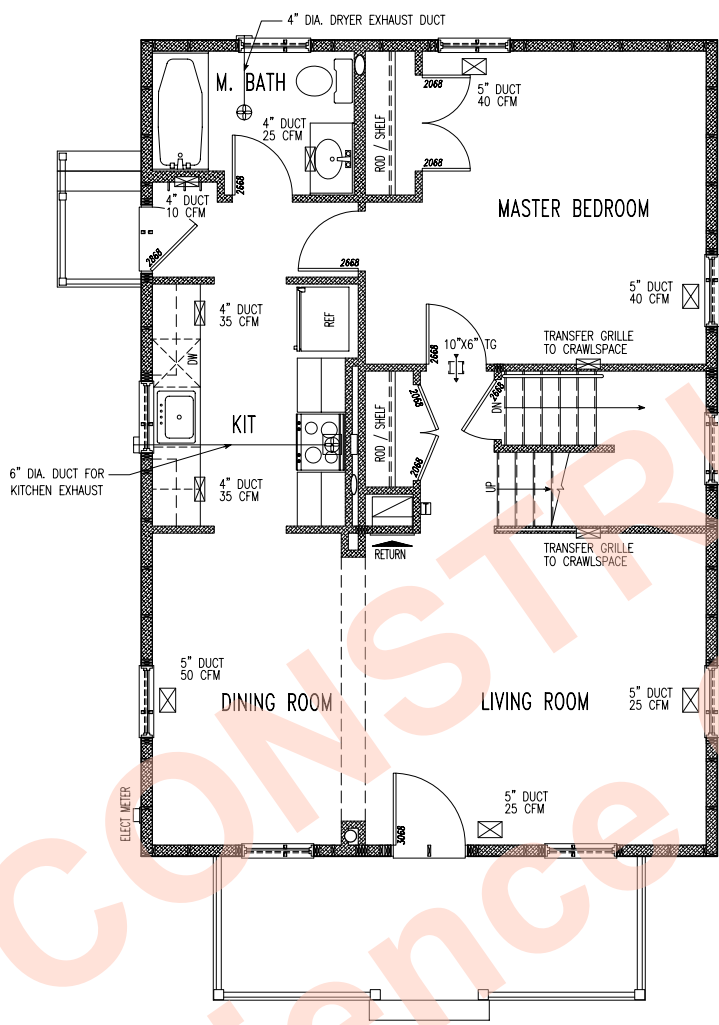 4" DIA. DRYER EXHAUST DUCT
M. BATH
4" DUCT
25 CFM
2668
ROD / SHELF
2068
2068
5" DUCT
40 CFM
MASTER BEDROOM
4" DUCT
10 CFM
2868
2668
5" DUCT
40 CFM
4" DUCT
35 CFM
DW
REF
KIT
2668
10"X6" TG
TRANSFER GRILLE
TO CRAWLSPACE
ROD / SHELF
2068
2068
2668
DN
UP
6" DIA. DUCT FOR
KITCHEN EXHAUST
4" DUCT
35 CFM
RETURN
TRANSFER GRILLE
TO CRAWLSPACE
5" DUCT
50 CFM
DINING ROOM
LIVING ROOM
5" DUCT
25 CFM
ELECT METER
3068
5" DUCT
25 CFM